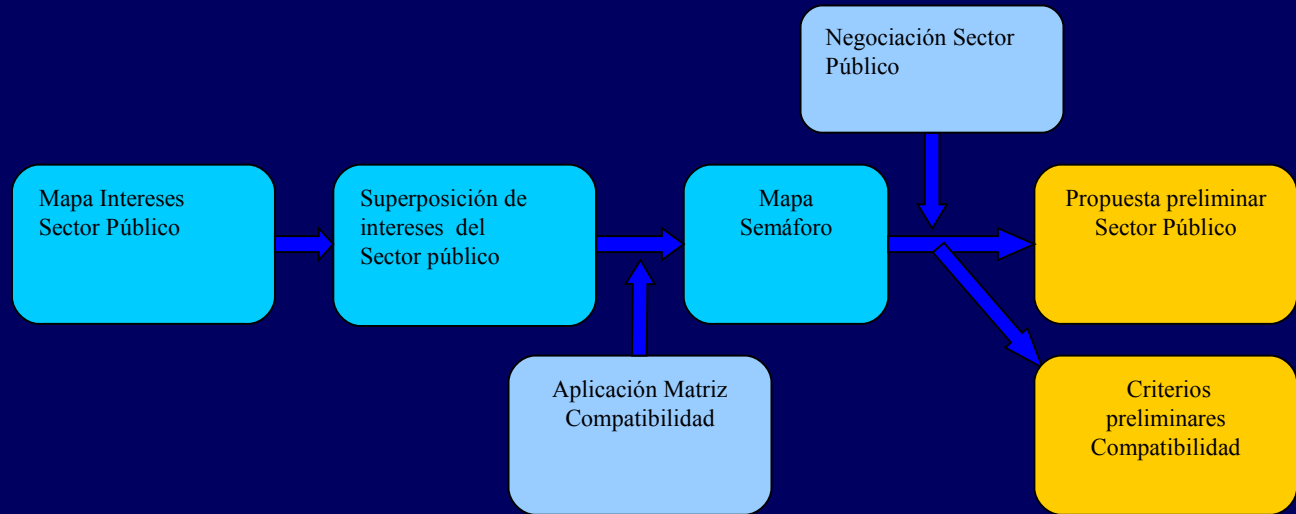 Negociación Sector
Público
Mapa Intereses
Sector Público
Superposición de
intereses  del
Sector público
Mapa
Semáforo
Propuesta preliminar
Sector Público
Aplicación Matriz
Compatibilidad
Criterios
preliminares
Compatibilidad